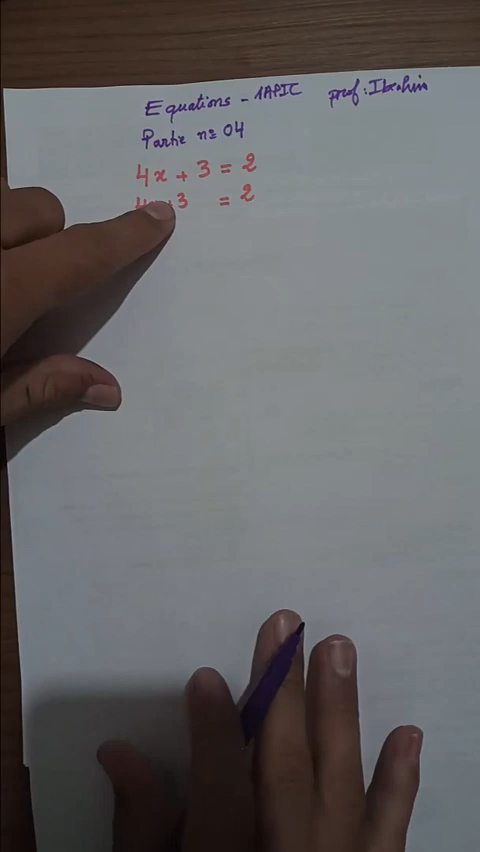 Equations - 1APIC prof: Ibrahim
Partie n= 04
4x + 3 = 2
+3 = 2